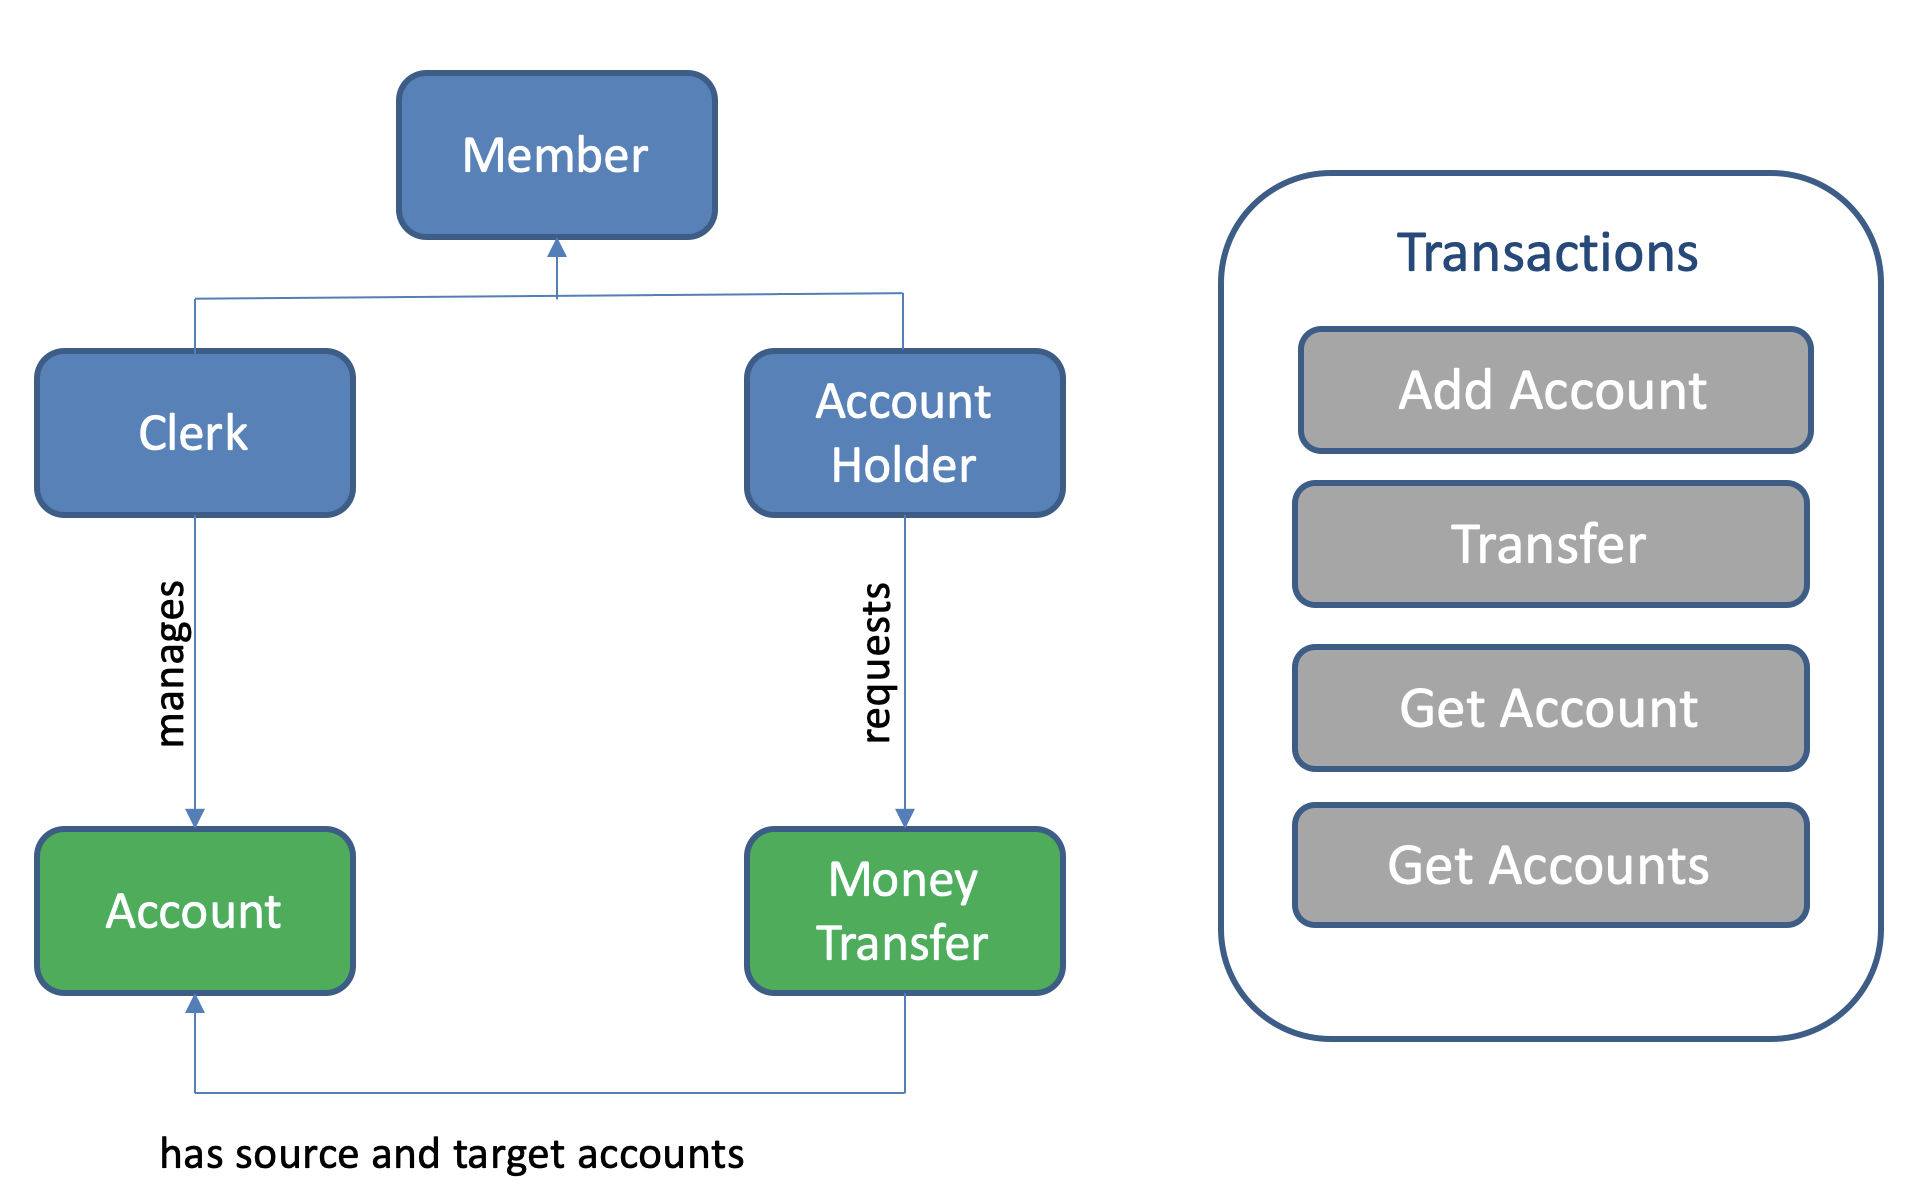 Member
Clerk
Account
Holder
manages
requests
Account
Money
Transfer
has source and target accounts
Transactions
Add Account
Transfer
Get Account
Get Accounts